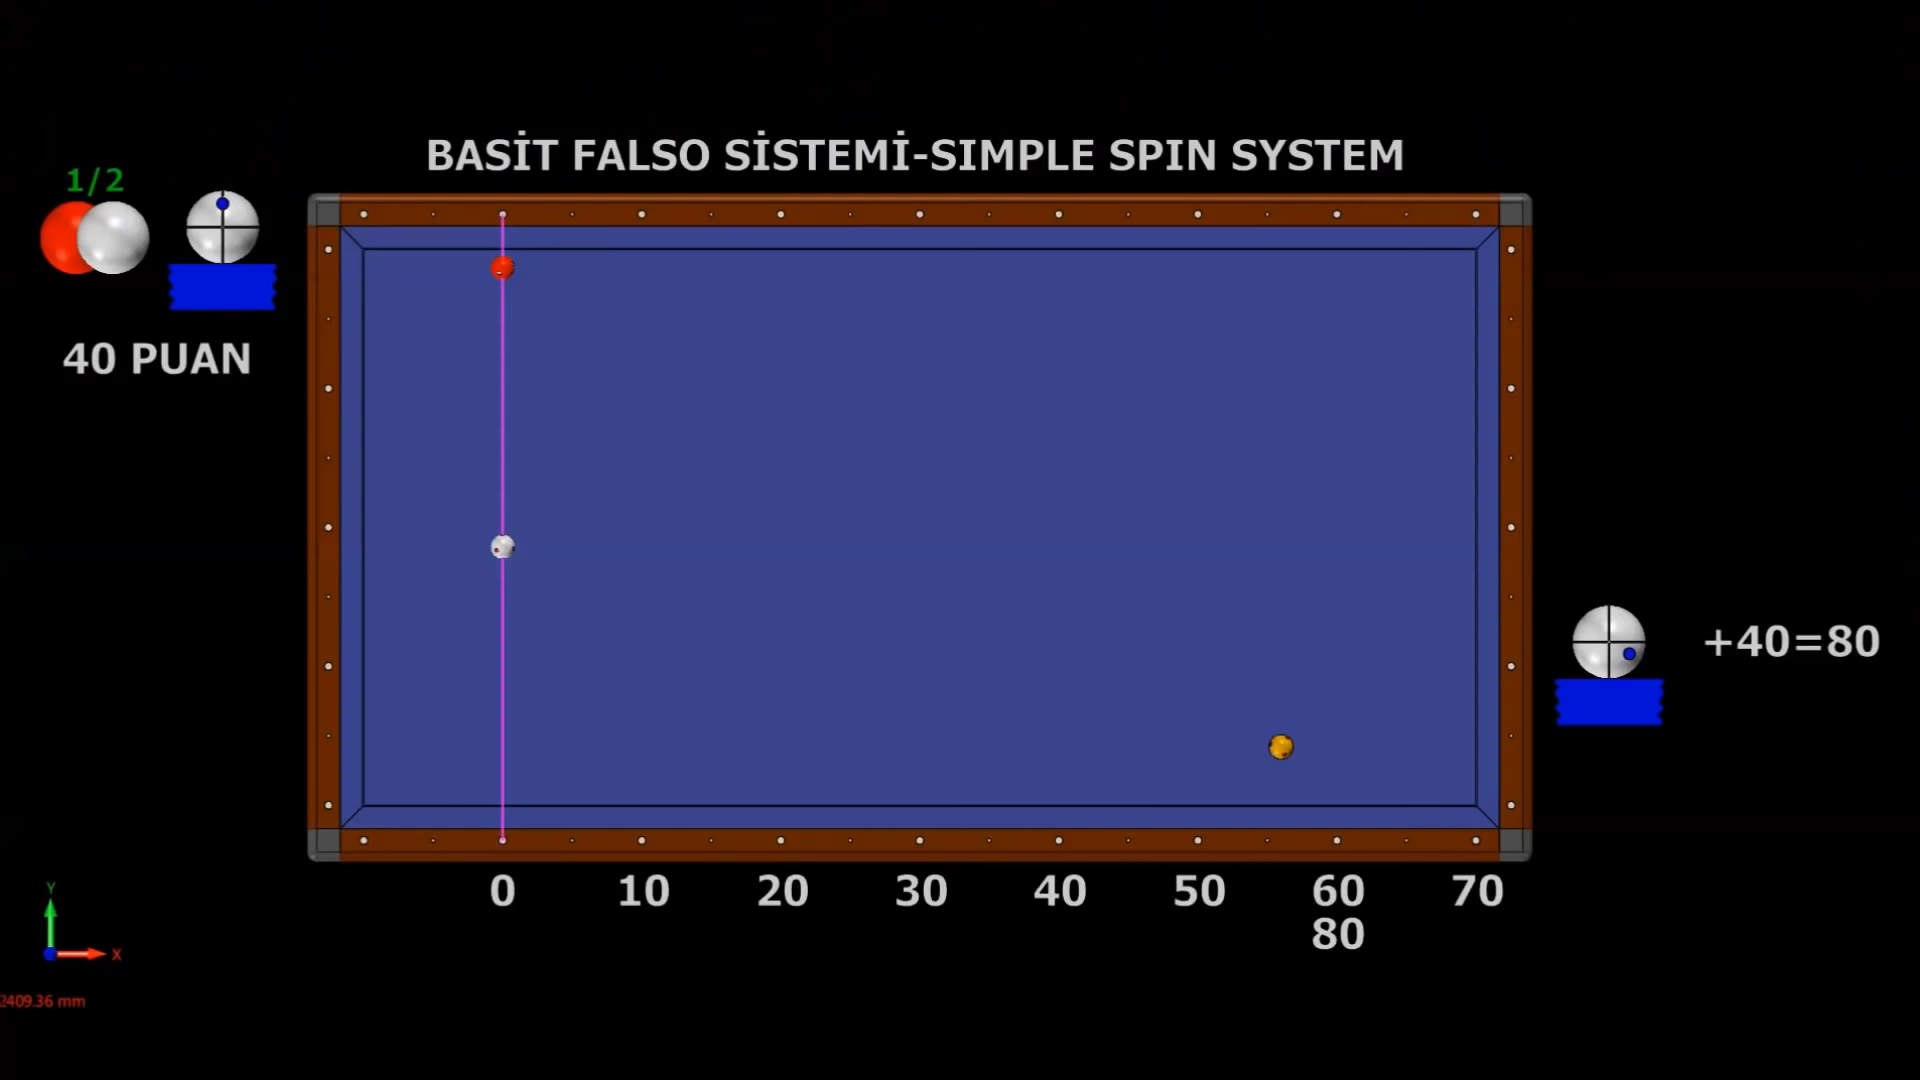 BASİT FALSO SİSTEMİ-SIMPLE SPIN SYSTEM
1/2
40 PUAN
+40=80
0 10 20 30 40 50 60 70
80
Y
X
2409.36 mm